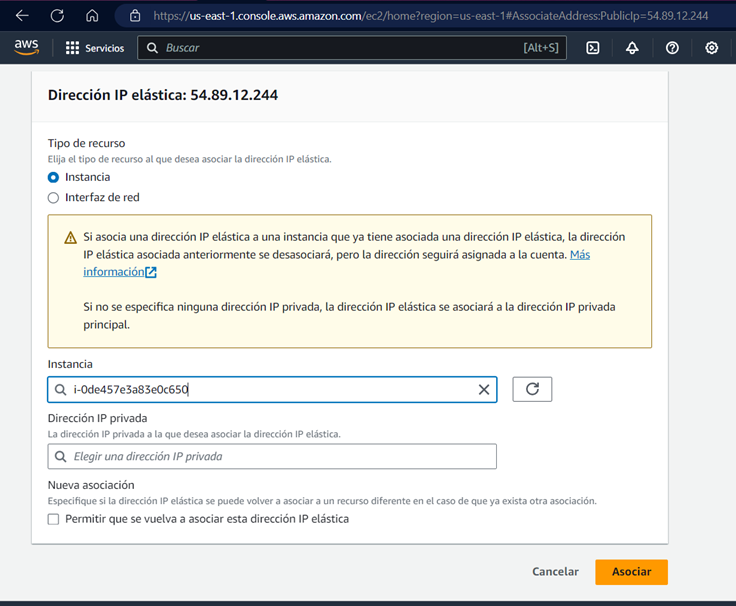 https://us-east-1.console.aws.amazon.com/ec2/home?region=us-east-1#AssociateAddress:PublicIp=54.89.12.244
aws Servicios Buscar [Alt+S]
Dirección IP elástica: 54.89.12.244
Tipo de recurso
Elija el tipo de recurso al que desea asociar la dirección IP elástica.
Instancia
Interfaz de red
Si asocia una dirección IP elástica a una instancia que ya tiene asociada una dirección IP elástica, la dirección
IP elástica asociada anteriormente se desasociará, pero la dirección seguirá asignada a la cuenta. Más
información
Si no se especifica ninguna dirección IP privada, la dirección IP elástica se asociará a la dirección IP privada
principal.
Instancia
i-0de457e3a83e0c650
Dirección IP privada
La dirección IP privada a la que desea asociar la dirección IP elástica.
Elegir una dirección IP privada
Nueva asociación
Especifique si la dirección IP elástica se puede volver a asociar a un recurso diferente en el caso de que ya exista otra asociación.
Permitir que se vuelva a asociar esta dirección IP elástica
Cancelar Asociar